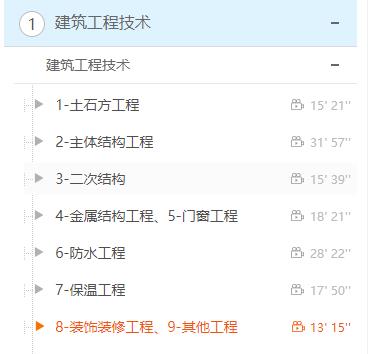 1 建筑工程技术
建筑工程技术
1-土石方工程 15' 21''
2-主体结构工程 31' 57''
3-二次结构 15' 39''
4-金属结构工程、5-门窗工程 18' 21''
6-防水工程 28' 22''
7-保温工程 17' 50''
8-装饰装修工程、9-其他工程 13' 15''